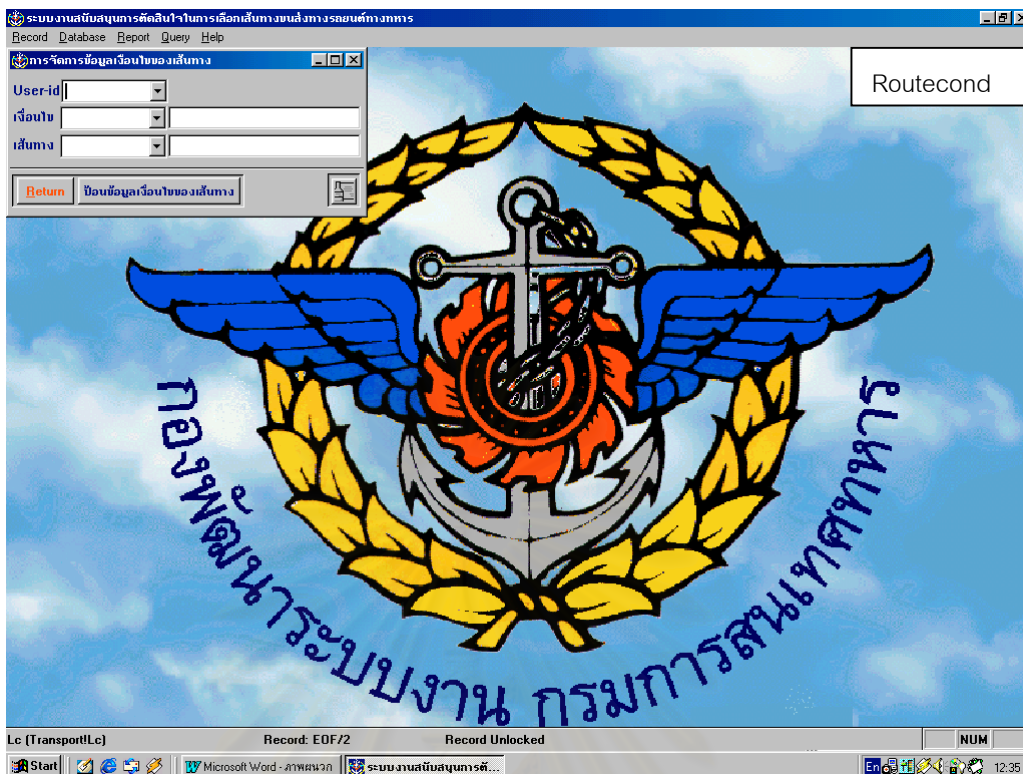 ระบบงานสนับสนุนการตัดสินใจในการเลือกเส้นทางขนส่งทางรถยนต์ทางทหาร
Record Database Report Query Help
การจัดการข้อมูลเงื่อนไขของเส้นทาง
Routecond
User-id
เงื่อนไข
เส้นทาง
Return ป้อนข้อมูลเงื่อนไขของเส้นทาง
กองพัฒนาระบบงาน กรมการสนเทศทหาร
Lc (Transport!Lc) Record: EOF/2 Record Unlocked NUM
Start Microsoft Word - ภาพผนวก ระบบงานสนับสนุนการตั... En 12:35